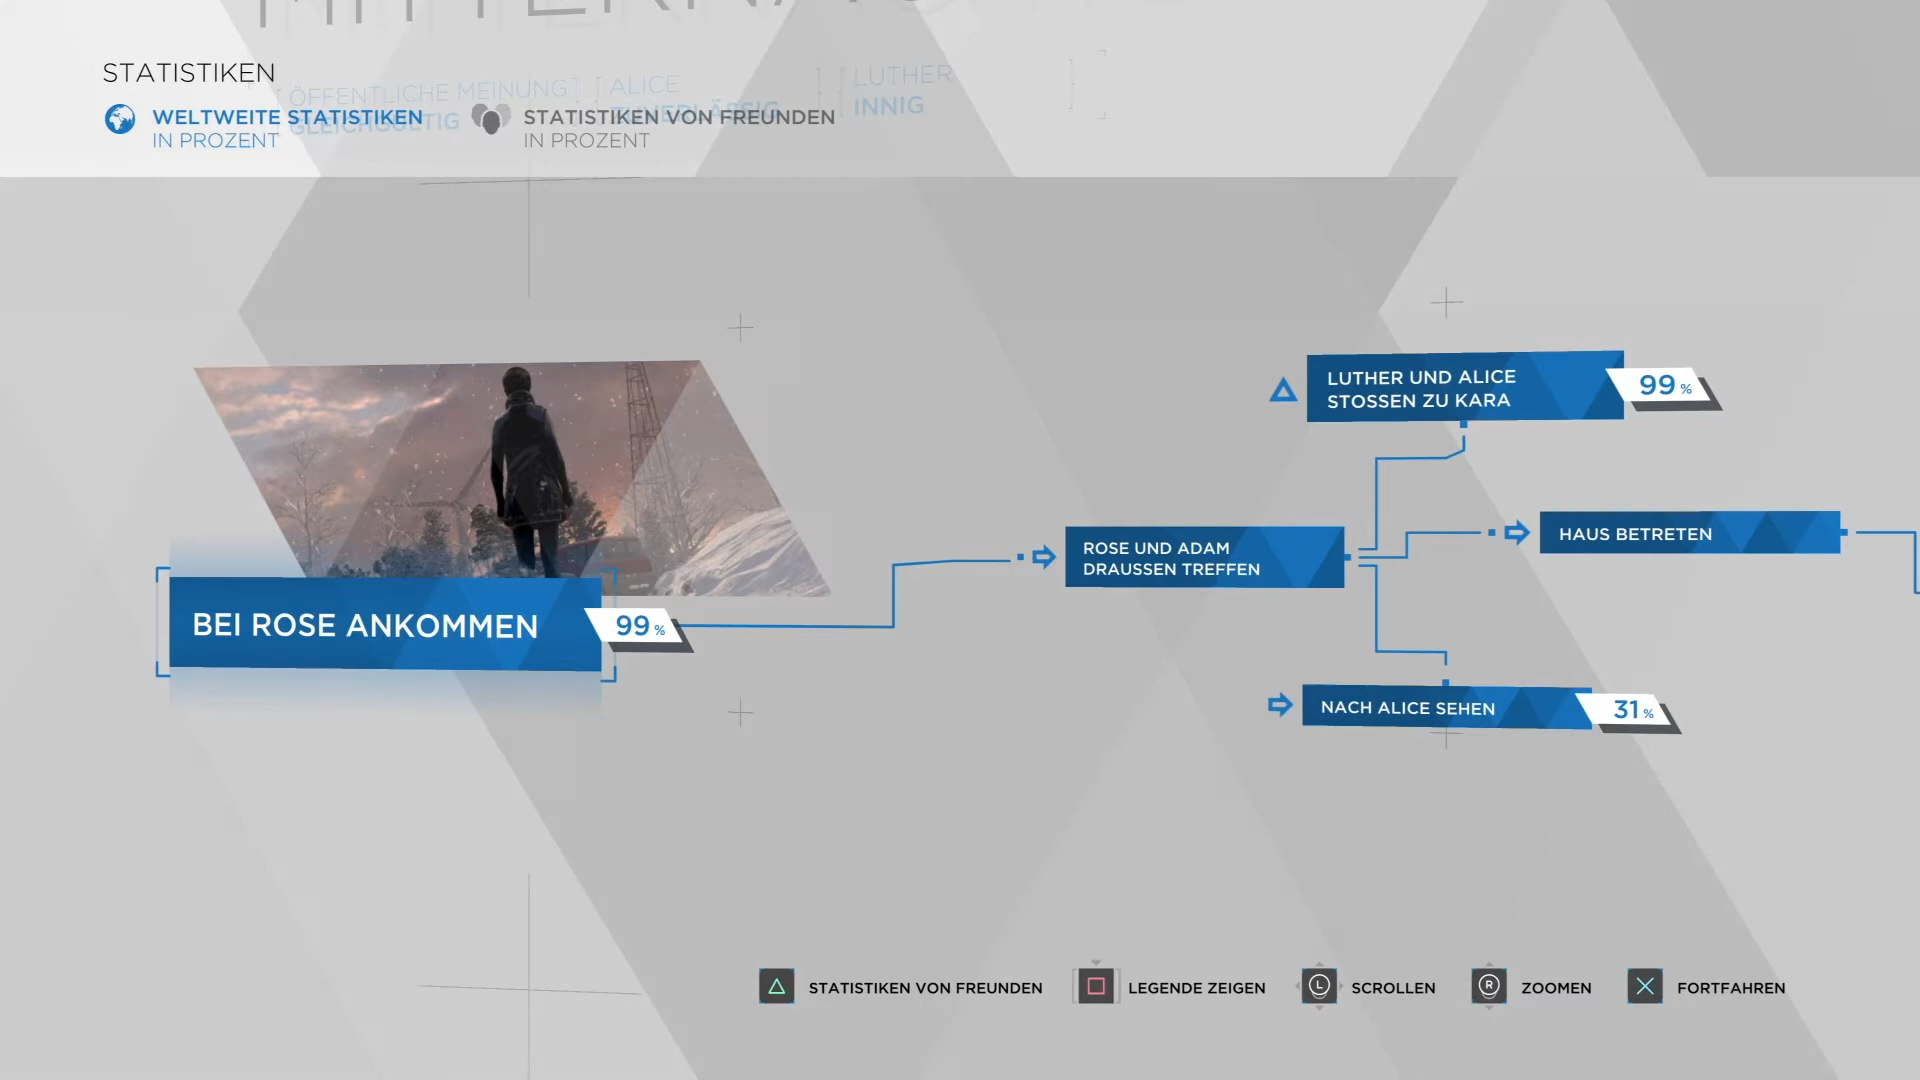 STATISTIKEN
WELTWEITE STATISTIKEN
IN PROZENT
STATISTIKEN VON FREUNDEN
IN PROZENT
ÖFFENTLICHE MEINUNG
GLEICHGÜLTIG
ALICE
LUTHER
INNIG
LUTHER UND ALICE
STOSSEN ZU KARA
99 %
HAUS BETRETEN
ROSE UND ADAM
DRAUSSEN TREFFEN
BEI ROSE ANKOMMEN
99 %
NACH ALICE SEHEN
31 %
STATISTIKEN VON FREUNDEN
LEGENDE ZEIGEN
L
SCROLLEN
R
ZOOMEN
FORTFAHREN